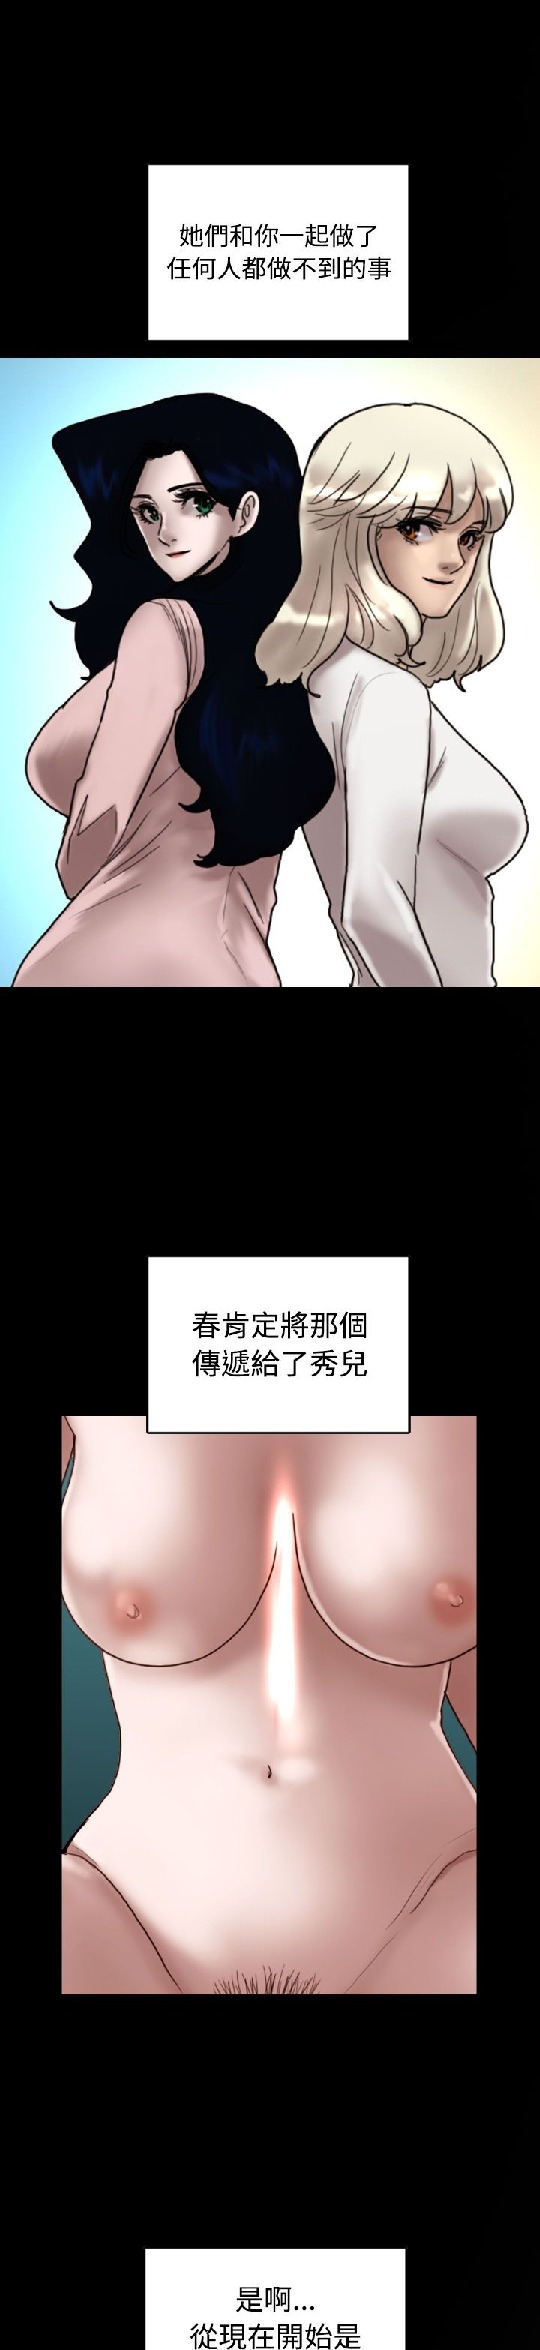 她們和你一起做了
任何人都做不到的事
春肯定將那個
傳遞給了秀兒
是啊...
從現在開始是